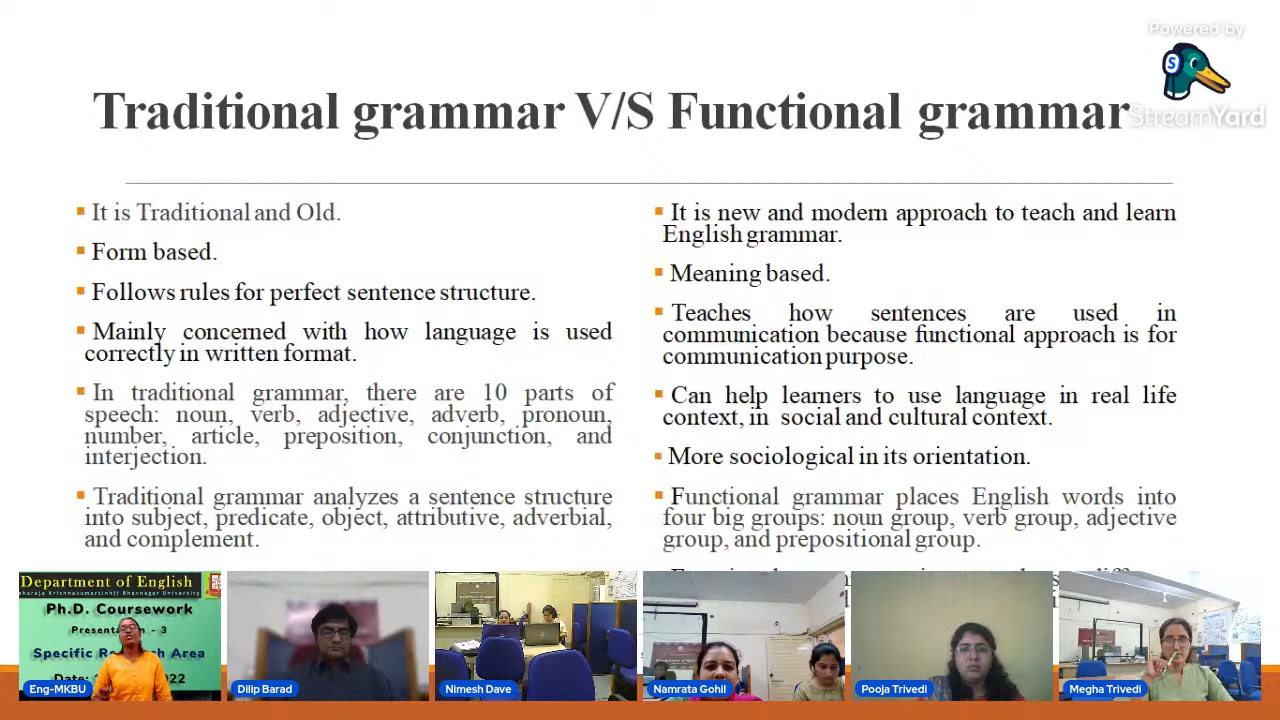 Powered by
S
StreamYard
Traditional grammar V/S Functional grammar
It is Traditional and Old.
Form based.
Follows rules for perfect sentence structure.
Mainly concerned with how language is used
correctly in written format.
In traditional grammar, there are 10 parts of
speech: noun, verb, adjective, adverb, pronoun,
number, article, preposition, conjunction, and
interjection.
Traditional grammar analyzes a sentence structure
into subject, predicate, object, attributive, adverbial,
and complement.
It is new and modern approach to teach and learn
English grammar.
Meaning based.
Teaches how sentences are used in
communication because functional approach is for
communication purpose.
Can help learners to use language in real life
context, in social and cultural context.
More sociological in its orientation.
Functional grammar places English words into
four big groups: noun group, verb group, adjective
group, and prepositional group.
Department of English
Krishnakumarsinhji Bhavnagar University
Ph.D. Coursework
Presentation - 3
Specific Area
Date: 22
Eng-MKBU
Dilip Barad
Nimesh Dave
Namrata Gohil
Pooja Trivedi
Megha Trivedi